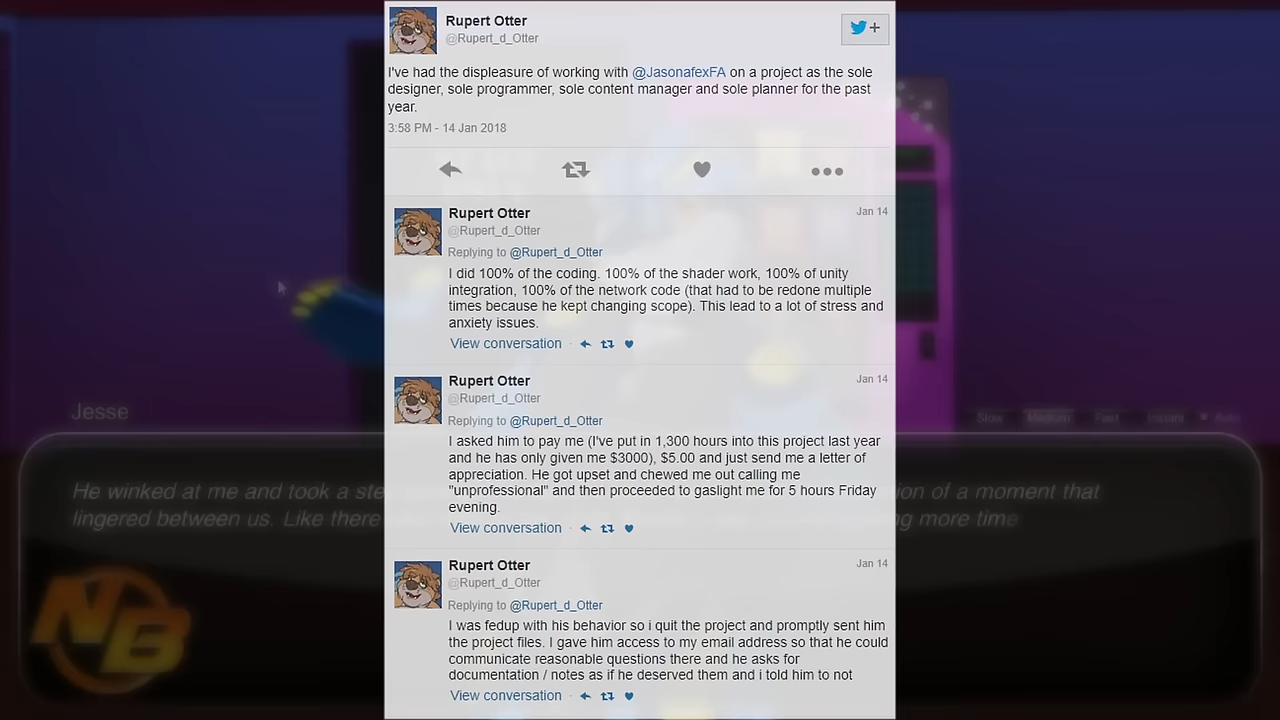 Rupert Otter
@Rupert_d_Otter
+
I've had the displeasure of working with @JasonafexFA on a project as the sole
designer, sole programmer, sole content manager and sole planner for the past
year.
3:58 PM - 14 Jan 2018
Rupert Otter
Jan 14
@Rupert_d_Otter
Replying to @Rupert_d_Otter
I did 100% of the coding. 100% of the shader work, 100% of unity
integration, 100% of the network code (that had to be redone multiple
times because he kept changing scope). This lead to a lot of stress and
anxiety issues.
View conversation ·
Rupert Otter
Jan 14
@Rupert_d_Otter
Replying to @Rupert_d_Otter
I asked him to pay me (I've put in 1,300 hours into this project last year
and he has only given me $3000), $5.00 and just send me a letter of
appreciation. He got upset and chewed me out calling me
"unprofessional" and then proceeded to gaslight me for 5 hours Friday
evening.
View conversation ·
Rupert Otter
Jan 14
@Rupert_d_Otter
Replying to @Rupert_d_Otter
I was fedup with his behavior so i quit the project and promptly sent him
the project files. I gave him access to my email address so that he could
communicate reasonable questions there and he asks for
documentation / notes as if he deserved them and i told him to not
View conversation ·
Jesse
Slow Medium Fast Instant Auto
He winked at me and took a ste ion of a moment that
lingered between us. Like there ng more time
NB